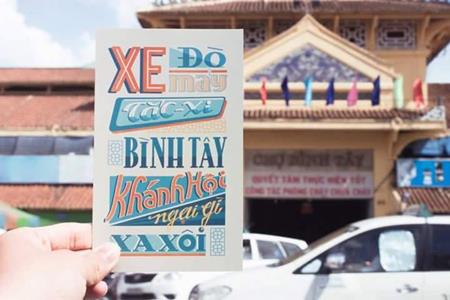 XE Đò
máy
Tắc-xi
BÌNH TÂY
Khánh Hội
ngại gì
XA XÔI
CHỢ BÌNH TÂY
QUYẾT TÂM THỰC HIỆN TỐT
CÔNG TÁC PHÒNG CHÁY CHỮA CHÁY